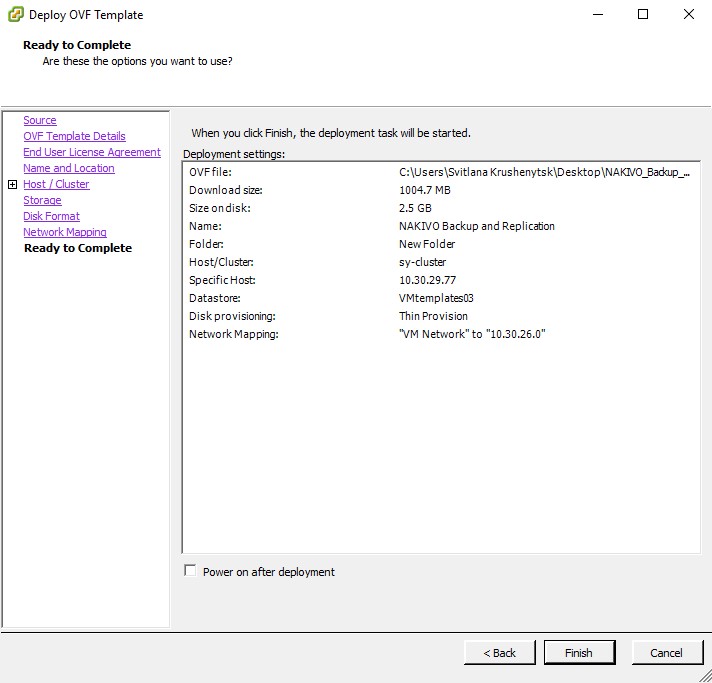 Deploy OVF Template
Ready to Complete
Are these the options you want to use?
Source
OVF Template Details
End User License Agreement
Name and Location
Host / Cluster
Storage
Disk Format
Network Mapping
Ready to Complete
When you click Finish, the deployment task will be started.
Deployment settings:
OVF file: C:\Users\Svitlana Krushenytsk\Desktop\NAKIVO_Backup_...
Download size: 1004.7 MB
Size on disk: 2.5 GB
Name: NAKIVO Backup and Replication
Folder: New Folder
Host/Cluster: sy-cluster
Specific Host: 10.30.29.77
Datastore: VMtemplates03
Disk provisioning: Thin Provision
Network Mapping: "VM Network" to "10.30.26.0"
Power on after deployment
< Back Finish Cancel